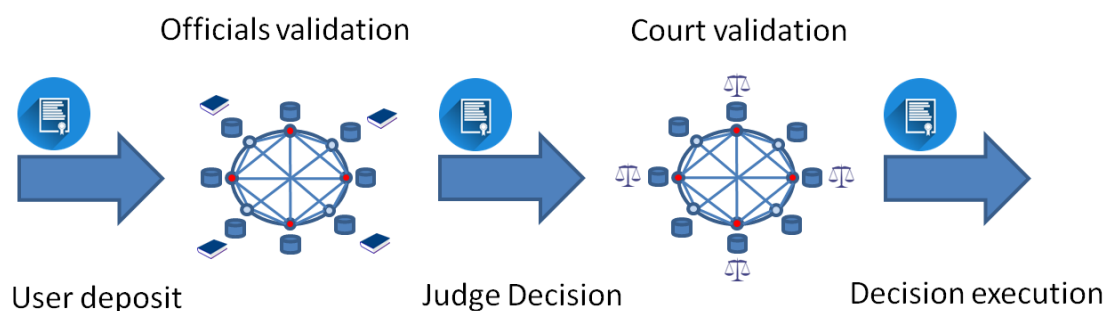 Officials validation
Court validation
User deposit
Judge Decision
Decision execution